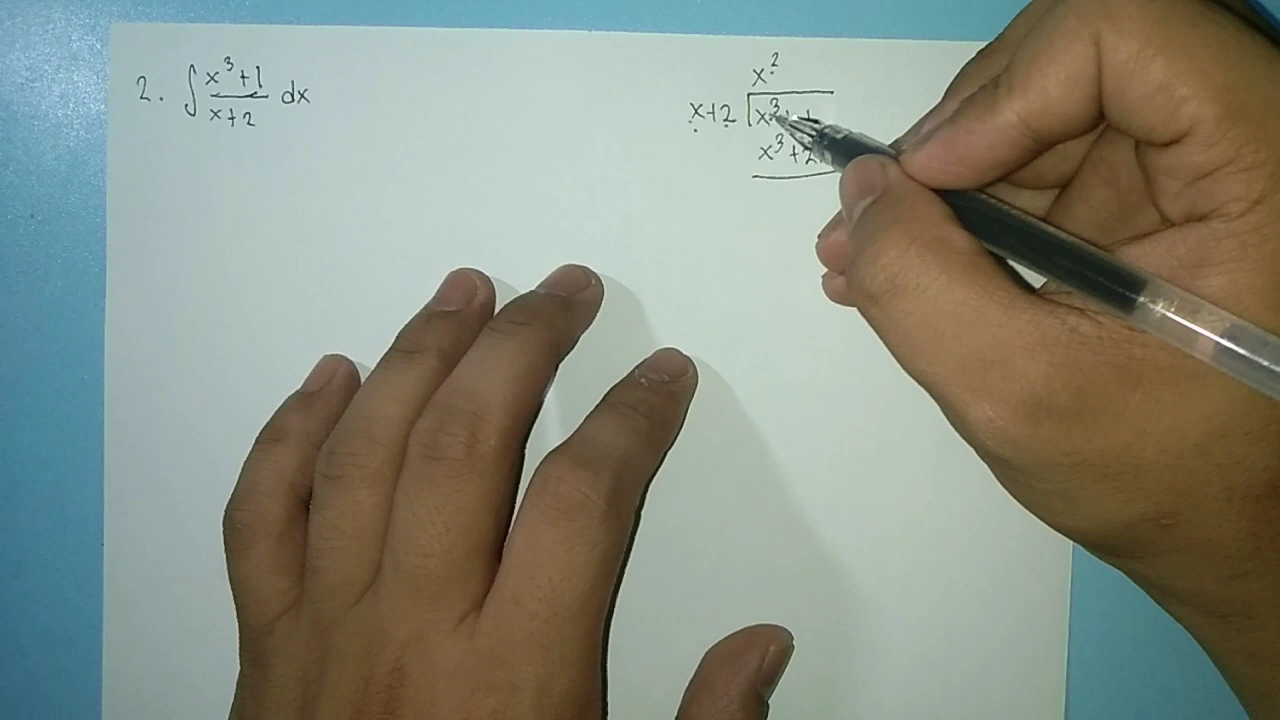 2. ∫ x³+1 / x+2 dx
x²
x+2 x³
x³+2